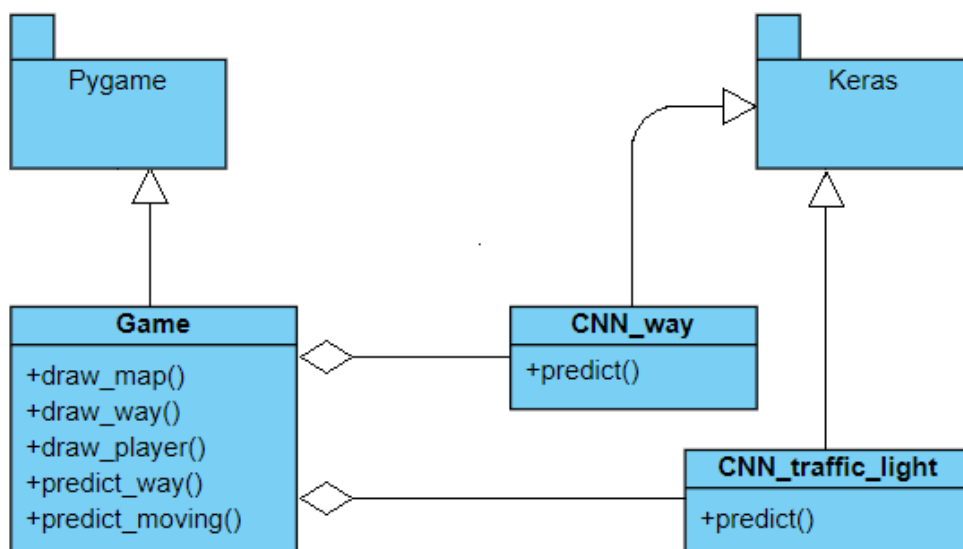 Pygame
Keras
Game
+draw_map()
+draw_way()
+draw_player()
+predict_way()
+predict_moving()
CNN_way
+predict()
CNN_traffic_light
+predict()